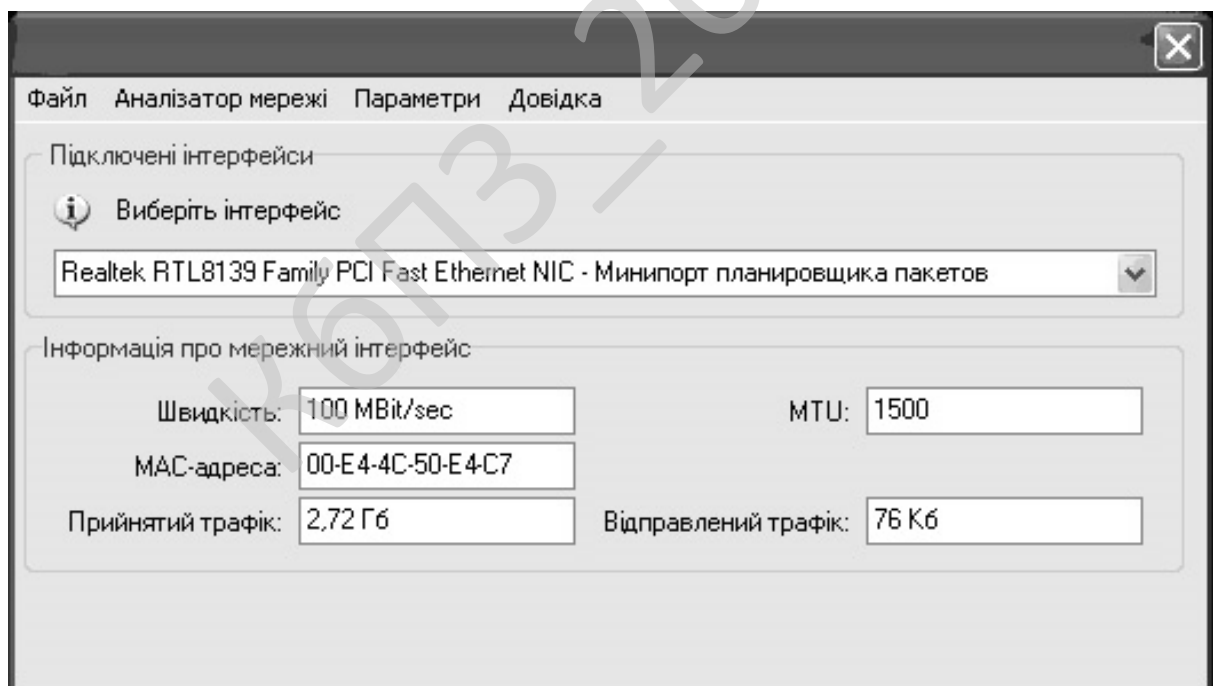 Файл Аналізатор мережі Параметри Довідка
Підключені інтерфейси
Виберіть інтерфейс
Realtek RTL8139 Family PCI Fast Ethernet NIC - Минипорт планировщика пакетов
Інформація про мережний інтерфейс
Швидкість: 100 MBit/sec MTU: 1500
МАС-адреса: 00-E4-4C-50-E4-C7
Прийнятий трафік: 2,72 Гб Відправлений трафік: 76 Кб